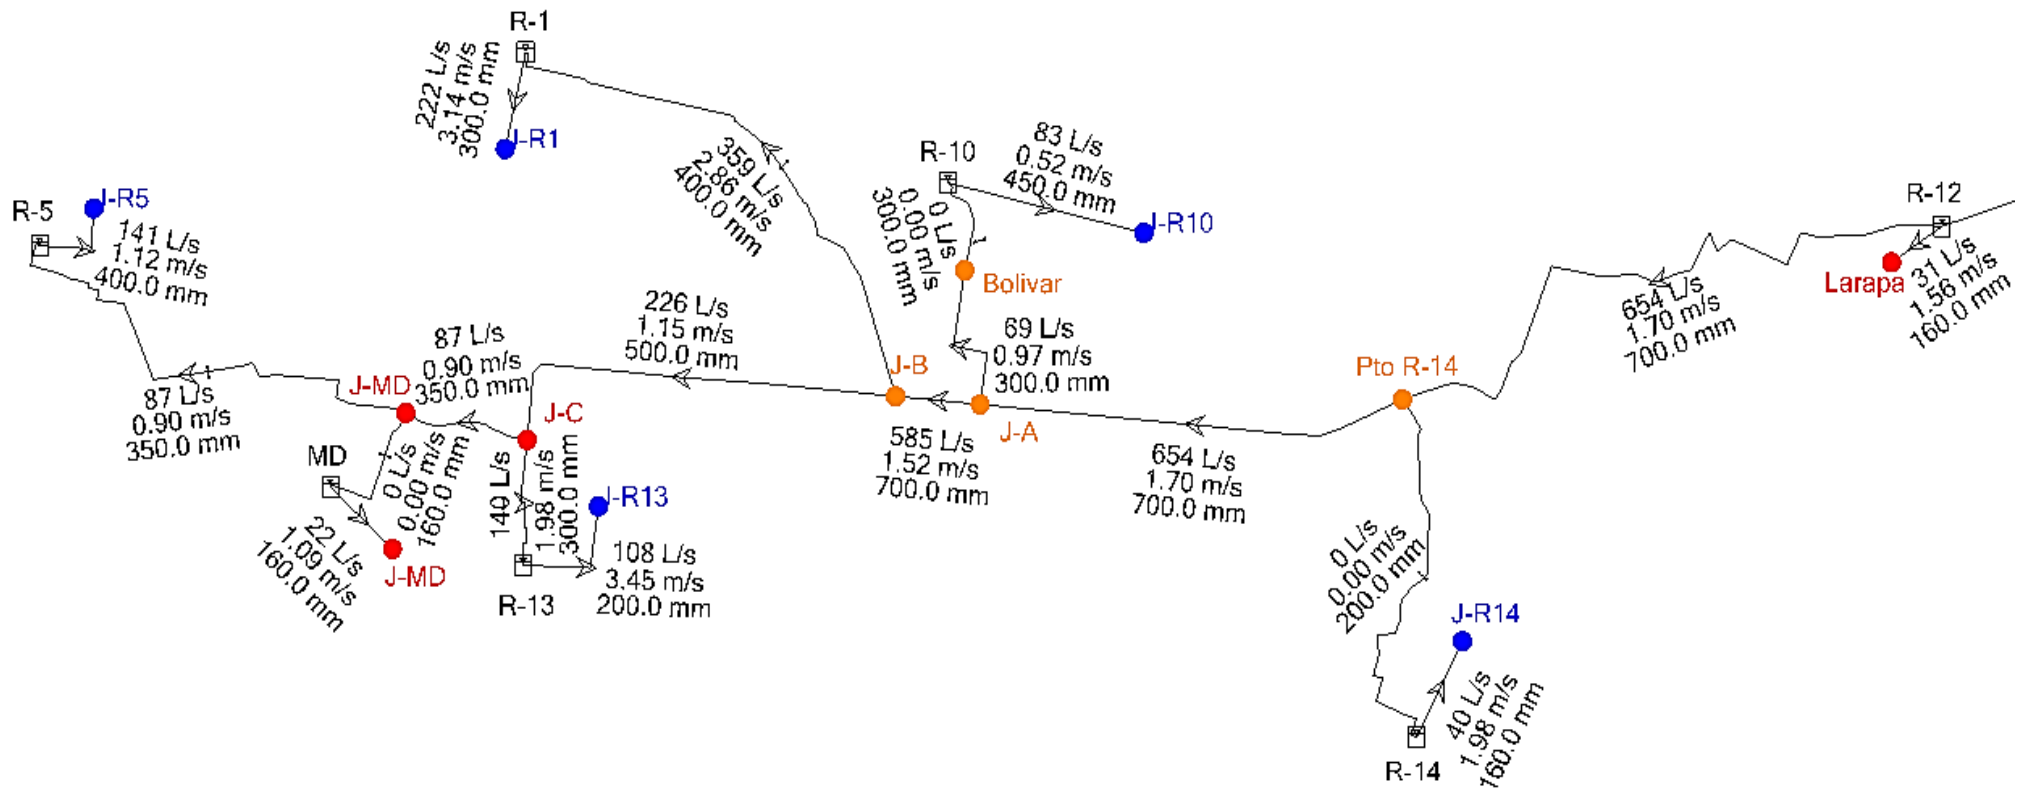 R-1
222 L/s
3.14 m/s
300.0 mm
J-R1
359 L/s
2.86 m/s
400.0 mm
R-10
83 L/s
0.52 m/s
450.0 mm
J-R10
0 L/s
0.00 m/s
300.0 mm
Bolivar
69 L/s
0.97 m/s
300.0 mm
R-12
Larapa
31 L/s
1.56 m/s
160.0 mm
654 L/s
1.70 m/s
700.0 mm
R-5
J-R5
141 L/s
1.12 m/s
400.0 mm
87 L/s
0.90 m/s
350.0 mm
J-MD
87 L/s
0.90 m/s
350.0 mm
226 L/s
1.15 m/s
500.0 mm
J-B
J-A
585 L/s
1.52 m/s
700.0 mm
654 L/s
1.70 m/s
700.0 mm
Pto R-14
J-C
MD
0 L/s
0.00 m/s
160.0 mm
22 L/s
1.09 m/s
160.0 mm
J-MD
140 L/s
1.98 m/s
300.0 mm
J-R13
108 L/s
3.45 m/s
200.0 mm
R-13
0 L/s
0.00 m/s
200.0 mm
J-R14
40 L/s
1.98 m/s
160.0 mm
R-14